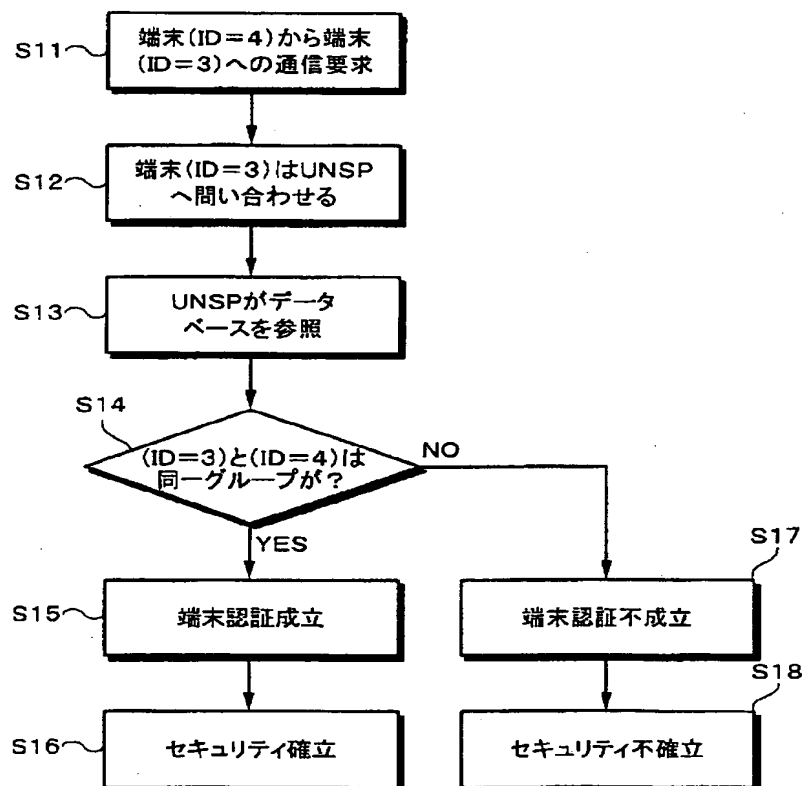 S11
端末(ID=4)から端末
(ID=3)への通信要求
S12
端末(ID=3)はUNSP
へ問い合わせる
S13
UNSPがデータ
ベースを参照
S14
(ID=3)と(ID=4)は
同一グループが?
NO
YES
S17
S15
端末認証成立
端末認証不成立
S18
S16
セキュリティ確立
セキュリティ不確立